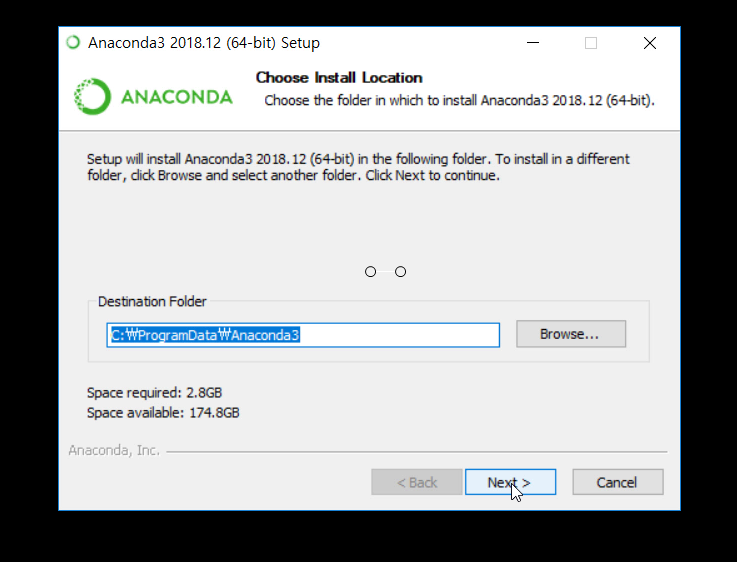 Anaconda3 2018.12 (64-bit) Setup
ANACONDA
Choose Install Location
Choose the folder in which to install Anaconda3 2018.12 (64-bit).
Setup will install Anaconda3 2018.12 (64-bit) in the following folder. To install in a different
folder, click Browse and select another folder. Click Next to continue.
Destination Folder
C:₩ProgramData₩Anaconda3
Browse...
Space required: 2.8GB
Space available: 174.8GB
Anaconda, Inc.
< Back
Next >
Cancel